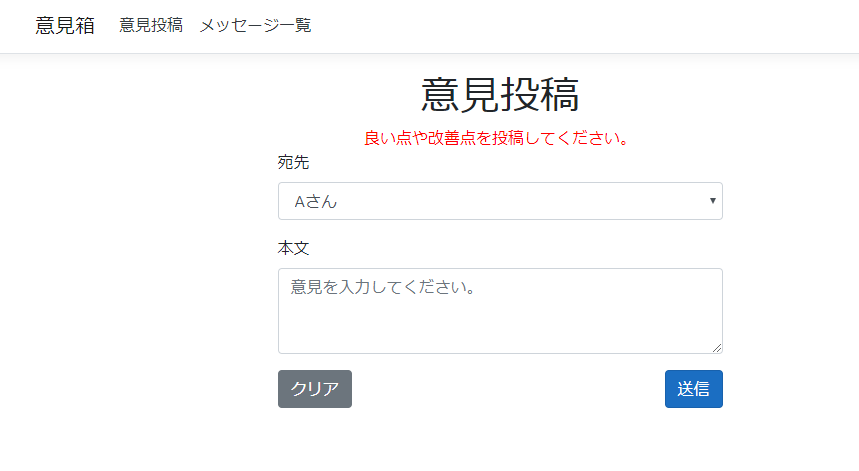 意見箱 意見投稿 メッセージ一覧
意見投稿
良い点や改善点を投稿してください。
宛先
Aさん
本文
意見を入力してください。
クリア 送信